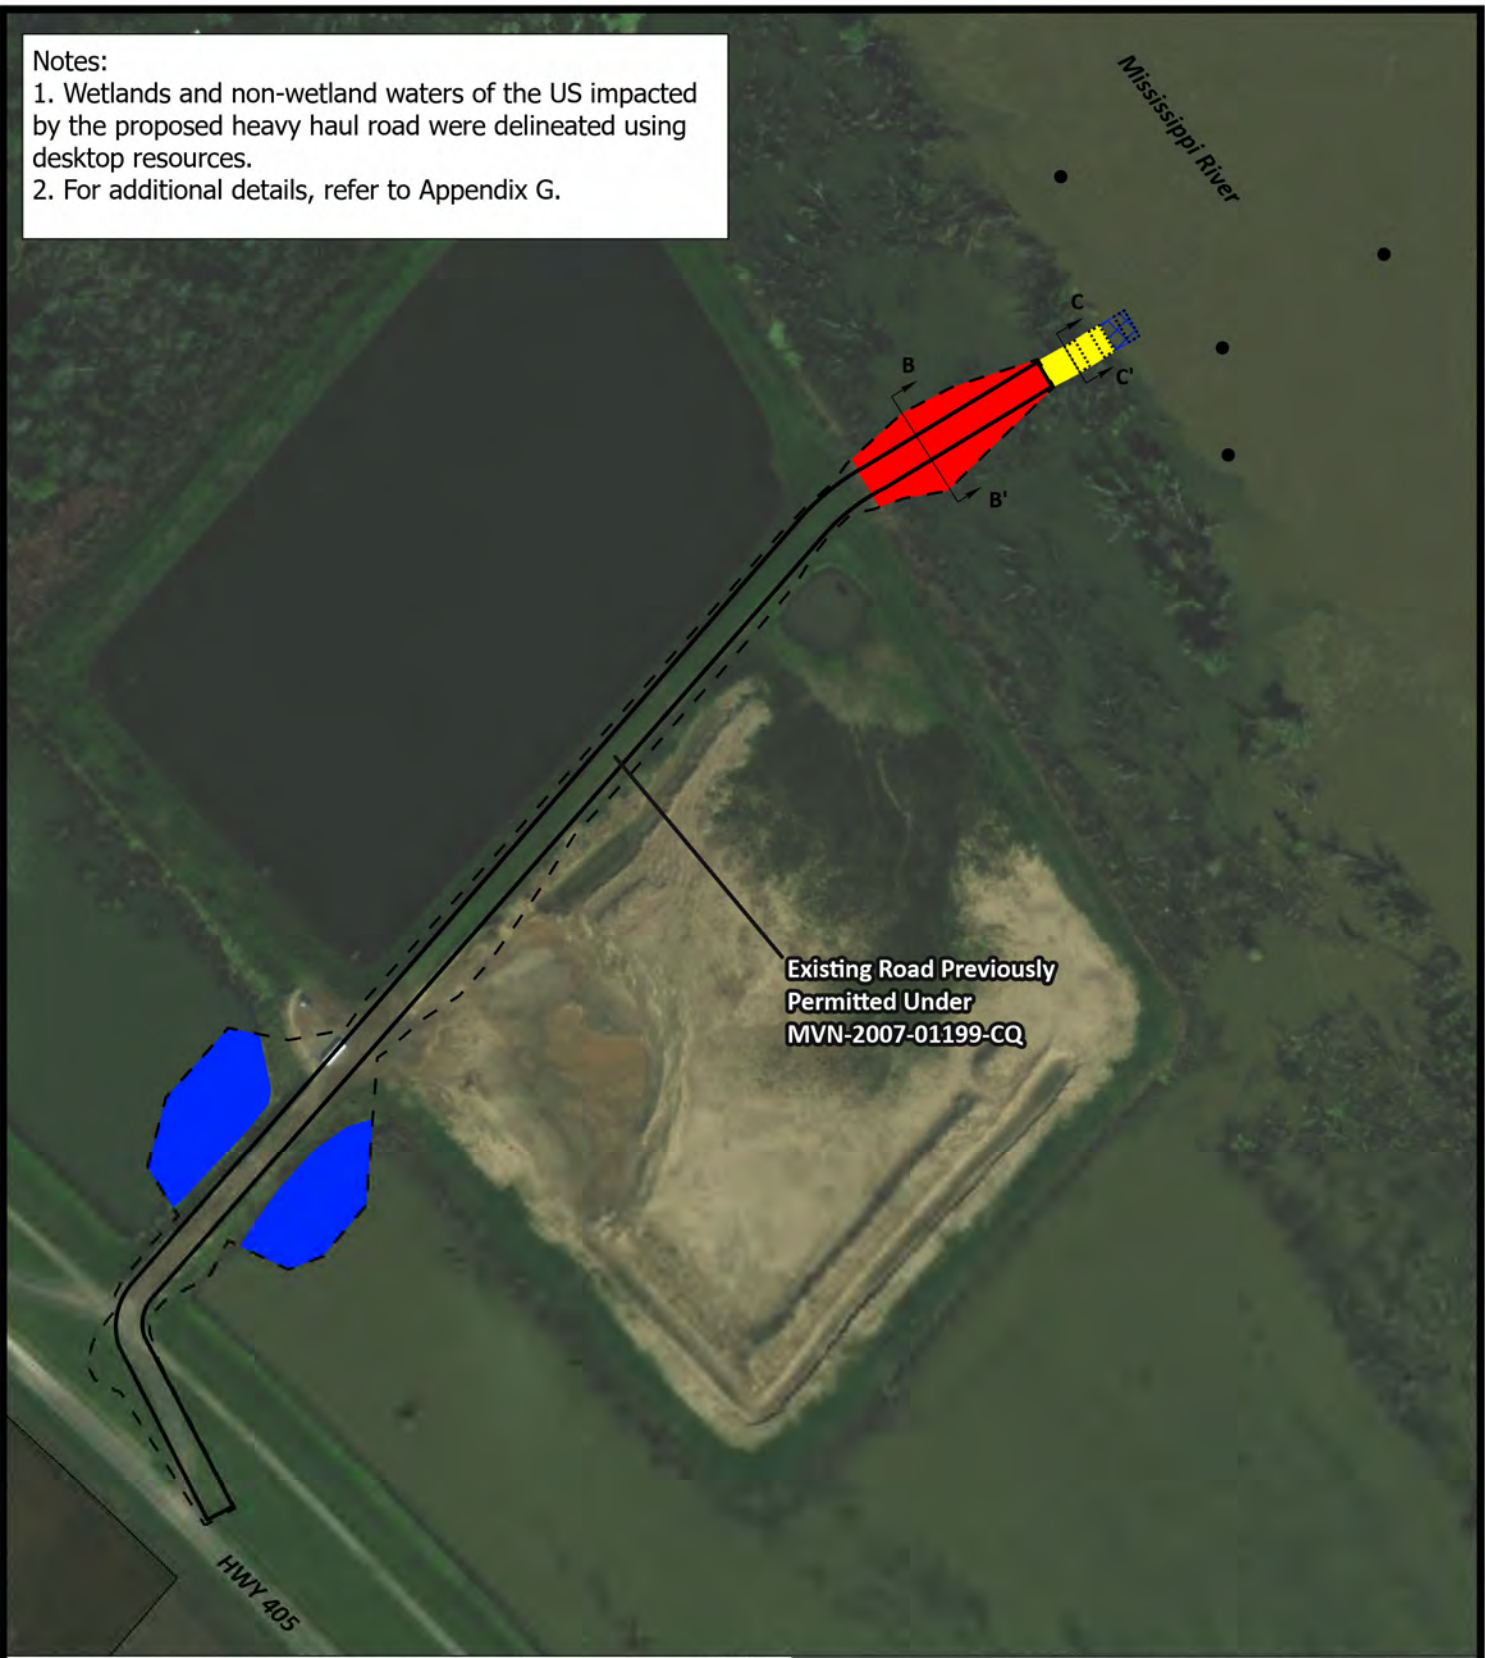 Notes:
1. Wetlands and non-wetland waters of the US impacted
by the proposed heavy haul road were delineated using
desktop resources.
2. For additional details, refer to Appendix G.
Mississippi River
C
C'
B
B'
Existing Road Previously
Permitted Under
MVN-2007-01199-CQ
HWY 405